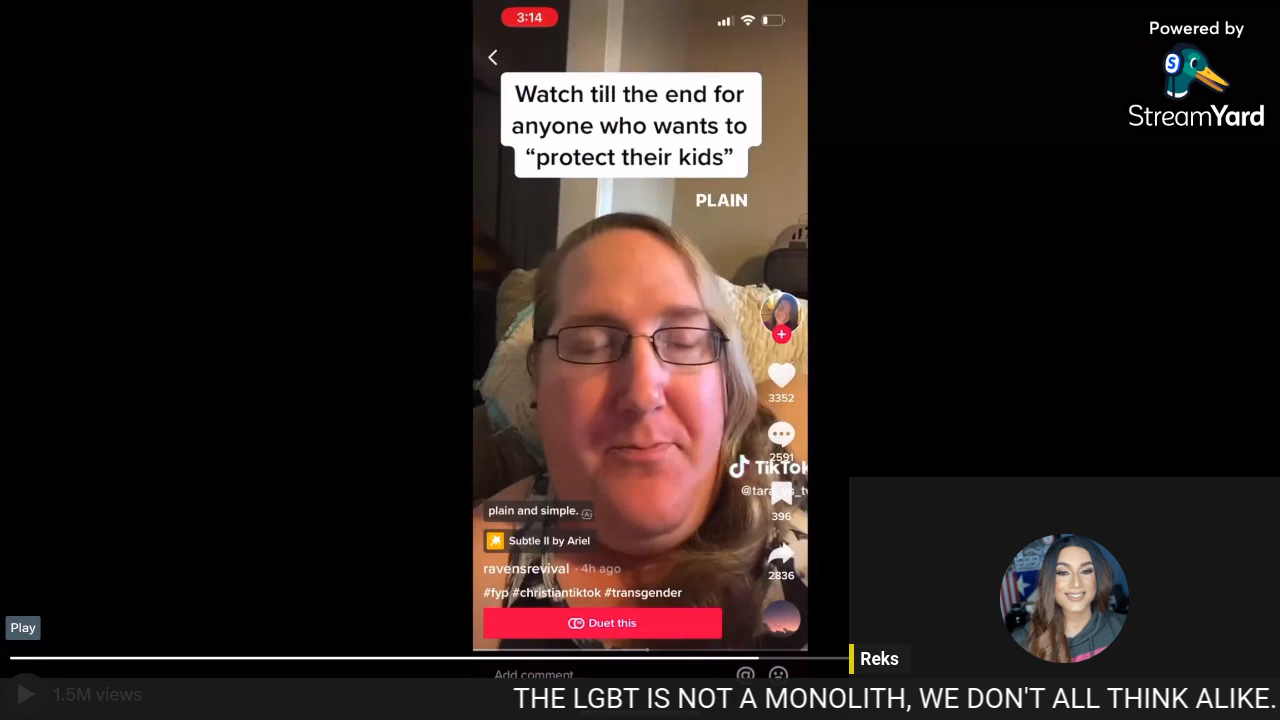 3:14
Powered by
StreamYard
Watch till the end for
anyone who wants to
“protect their kids”
PLAIN
3352
2591
TikTok
396
plain and simple.
Subtle II by Ariel
ravensrevival · 4h ago
2836
#fyp #christiantiktok #transgender
Duet this
Play
Reks
Add comment...
1.5M views
THE LGBT IS NOT A MONOLITH, WE DON'T ALL THINK ALIKE.